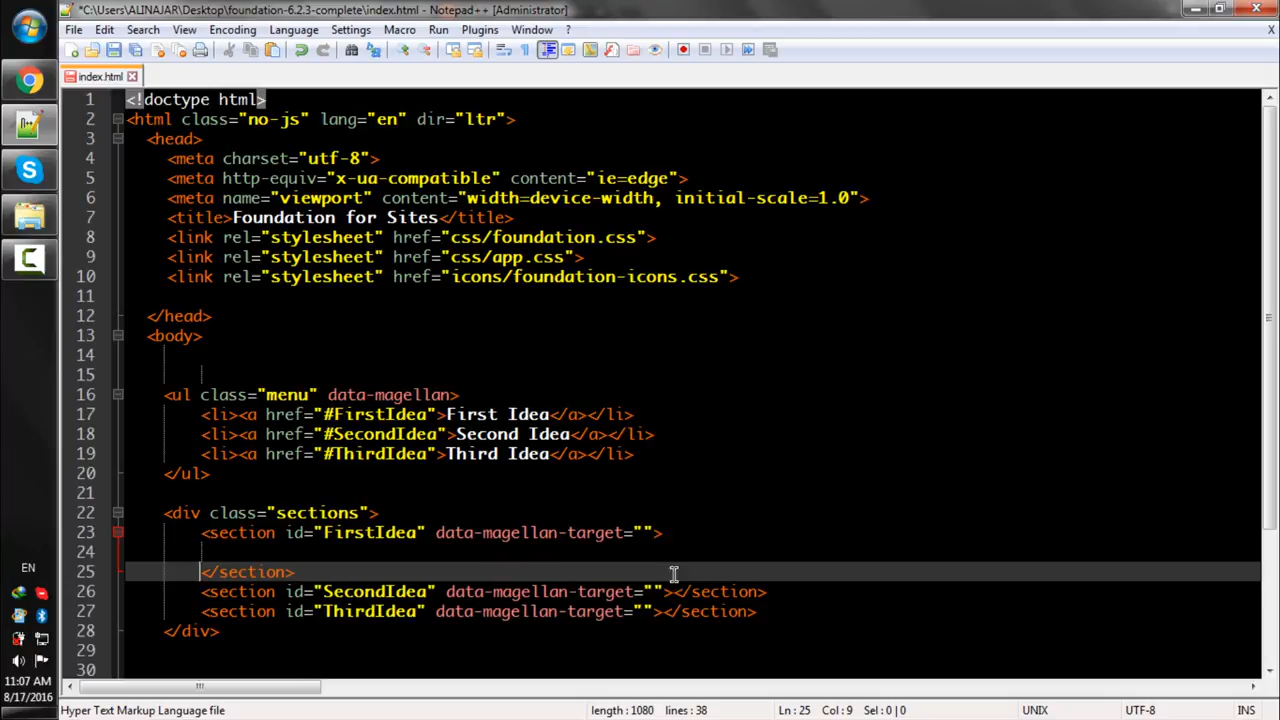 *C:\Users\ALINAJAR\Desktop\foundation-6.2.3-complete\index.html - Notepad++ [Administrator]
File Edit Search View Encoding Language Settings Macro Run Plugins Window ? X
index.html
1 <!doctype html>
2 <html class="no-js" lang="en" dir="ltr">
3 <head>
4 <meta charset="utf-8">
5 <meta http-equiv="x-ua-compatible" content="ie=edge">
6 <meta name="viewport" content="width=device-width, initial-scale=1.0">
7 <title>Foundation for Sites</title>
8 <link rel="stylesheet" href="css/foundation.css">
9 <link rel="stylesheet" href="css/app.css">
10 <link rel="stylesheet" href="icons/foundation-icons.css">
11
12 </head>
13 <body>
14
15
16 <ul class="menu" data-magellan>
17 <li><a href="#FirstIdea">First Idea</a></li>
18 <li><a href="#SecondIdea">Second Idea</a></li>
19 <li><a href="#ThirdIdea">Third Idea</a></li>
20 </ul>
21
22 <div class="sections">
23 <section id="FirstIdea" data-magellan-target="">
24
25 </section>
26 <section id="SecondIdea" data-magellan-target=""></section>
27 <section id="ThirdIdea" data-magellan-target=""></section>
28 </div>
29
30
EN
11:07 AM
8/17/2016
Hyper Text Markup Language file length : 1080 lines : 38 Ln : 25 Col : 9 Sel : 0 | 0 UNIX UTF-8 INS